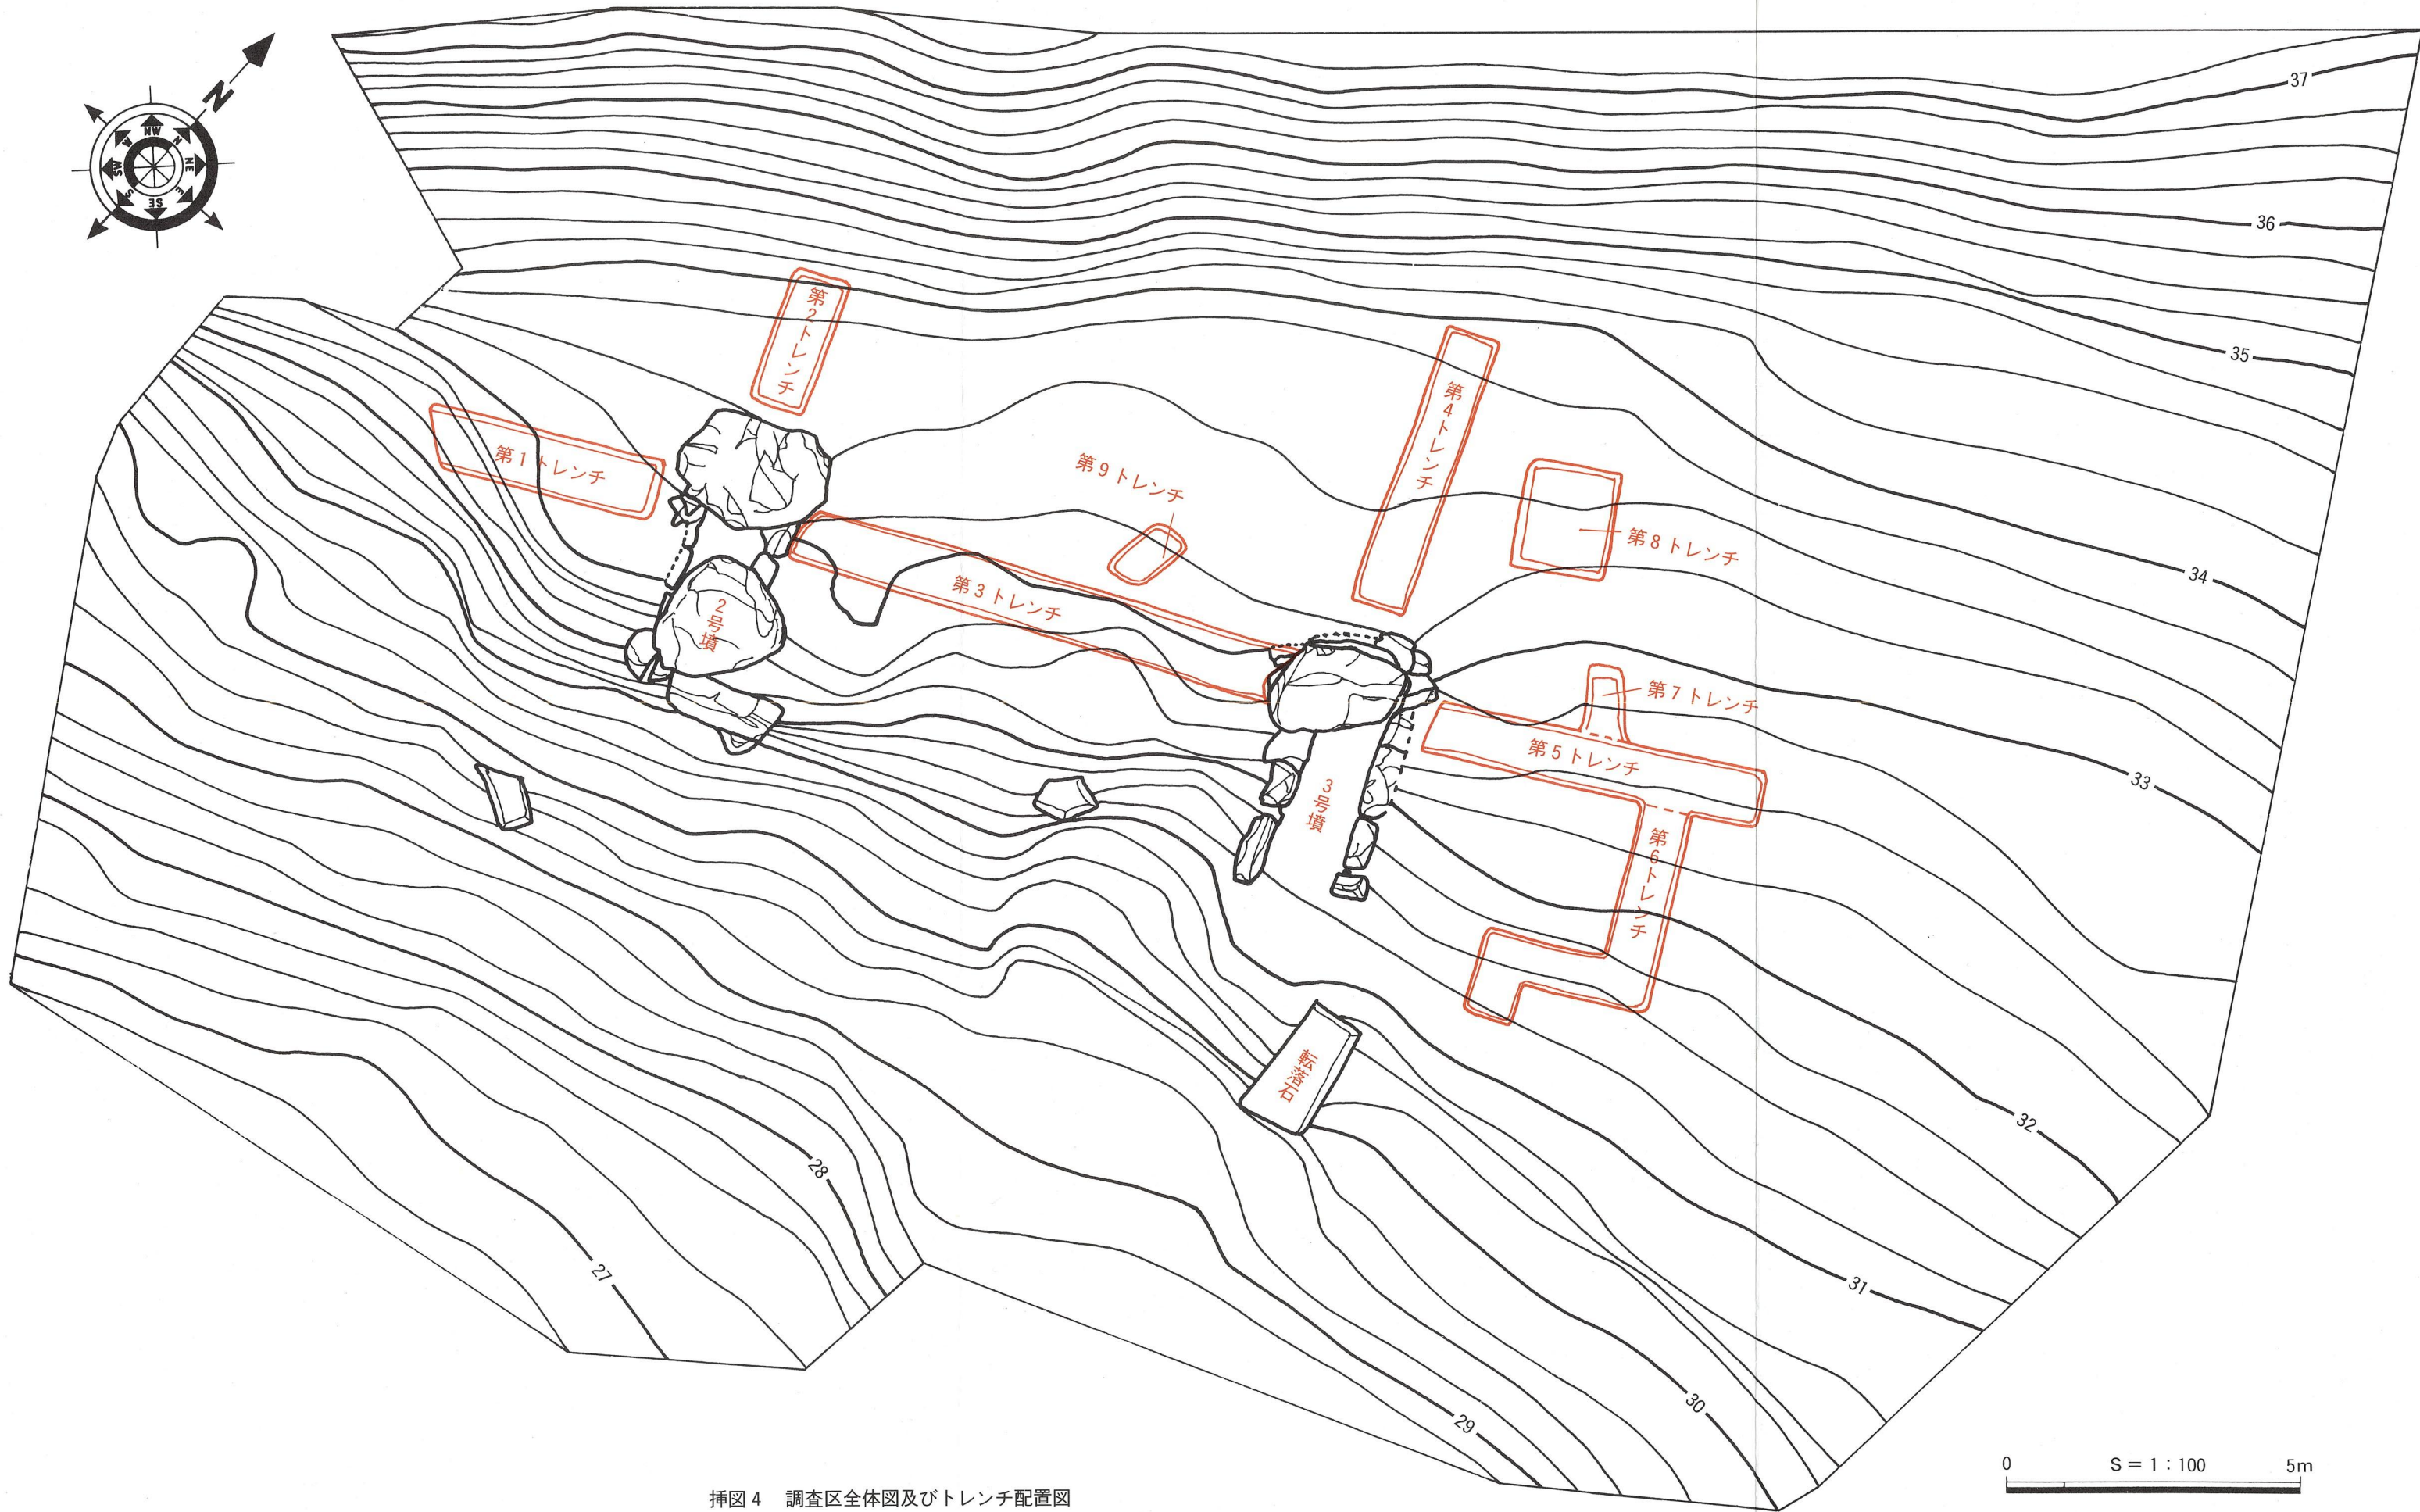 N
NW
N
NE
E
SE
S
SW
W
37
36
35
34
33
32
31
30
29
28
27
第2トレンチ
第1トレンチ
第9トレンチ
第4トレンチ
第8トレンチ
第3トレンチ
2号墳
第7トレンチ
第5トレンチ
3号墳
第6トレンチ
転落石
0 S = 1 : 100 5m
挿図4 調査区全体図及びトレンチ配置図